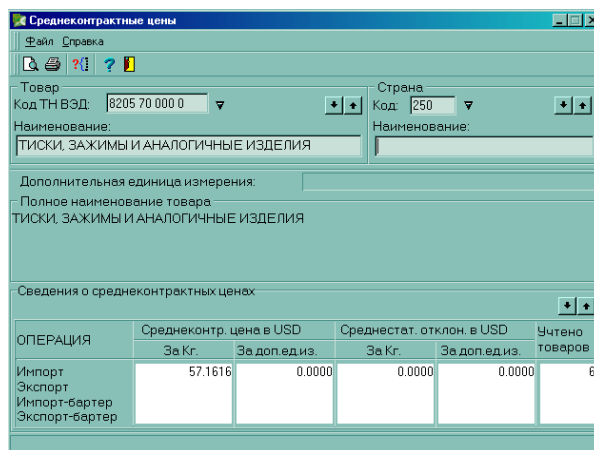 Среднеконтрактные цены
Файл Справка
Товар
Код ТН ВЭД: 8205 70 000 0
Наименование:
ТИСКИ, ЗАЖИМЫ И АНАЛОГИЧНЫЕ ИЗДЕЛИЯ
Страна
Код: 250
Наименование:
Дополнительная единица измерения:
Полное наименование товара
ТИСКИ, ЗАЖИМЫ И АНАЛОГИЧНЫЕ ИЗДЕЛИЯ
Сведения о среднеконтрактных ценах
ОПЕРАЦИЯ Среднеконтр. цена в USD Среднестат. отклон. в USD Учтено товаров
За Кг. За доп.ед.из. За Кг. За доп.ед.из.
Импорт 57.1616 0.0000 0.0000 0.0000 6
Экспорт
Импорт-бартер
Экспорт-бартер